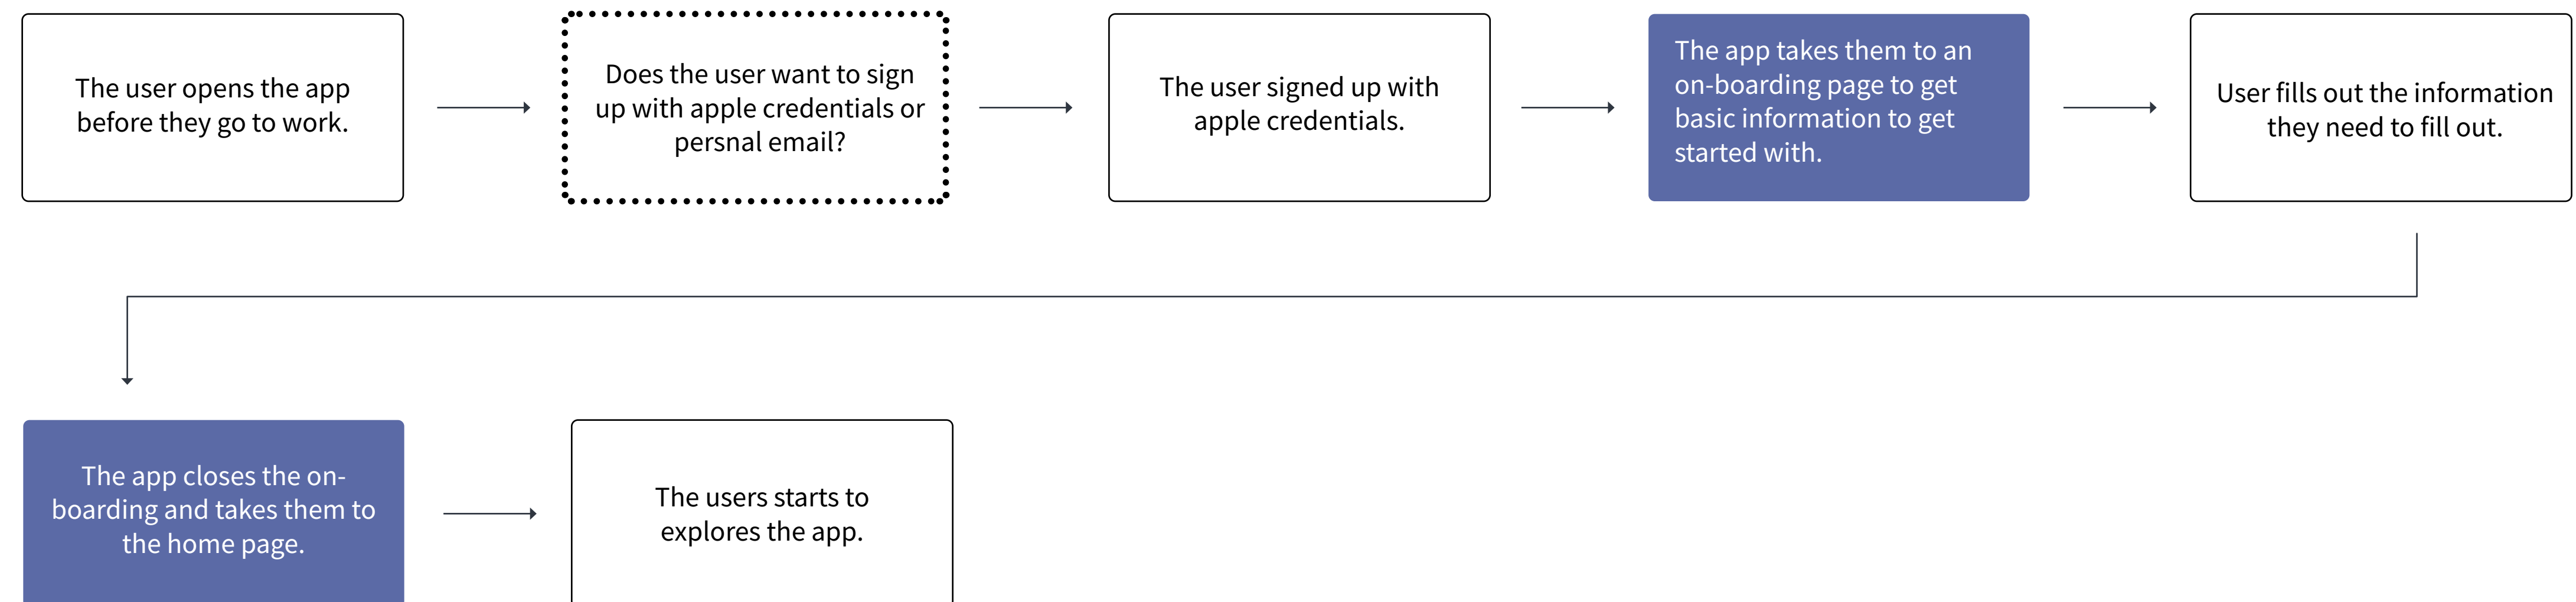 The user opens the app
before they go to work.
Does the user want to sign
up with apple credentials or
persnal email?
The user signed up with
apple credentials.
The app takes them to an
on-boarding page to get
basic information to get
started with.
User fills out the information
they need to fill out.
The app closes the on-
boarding and takes them to
the home page.
The users starts to
explores the app.